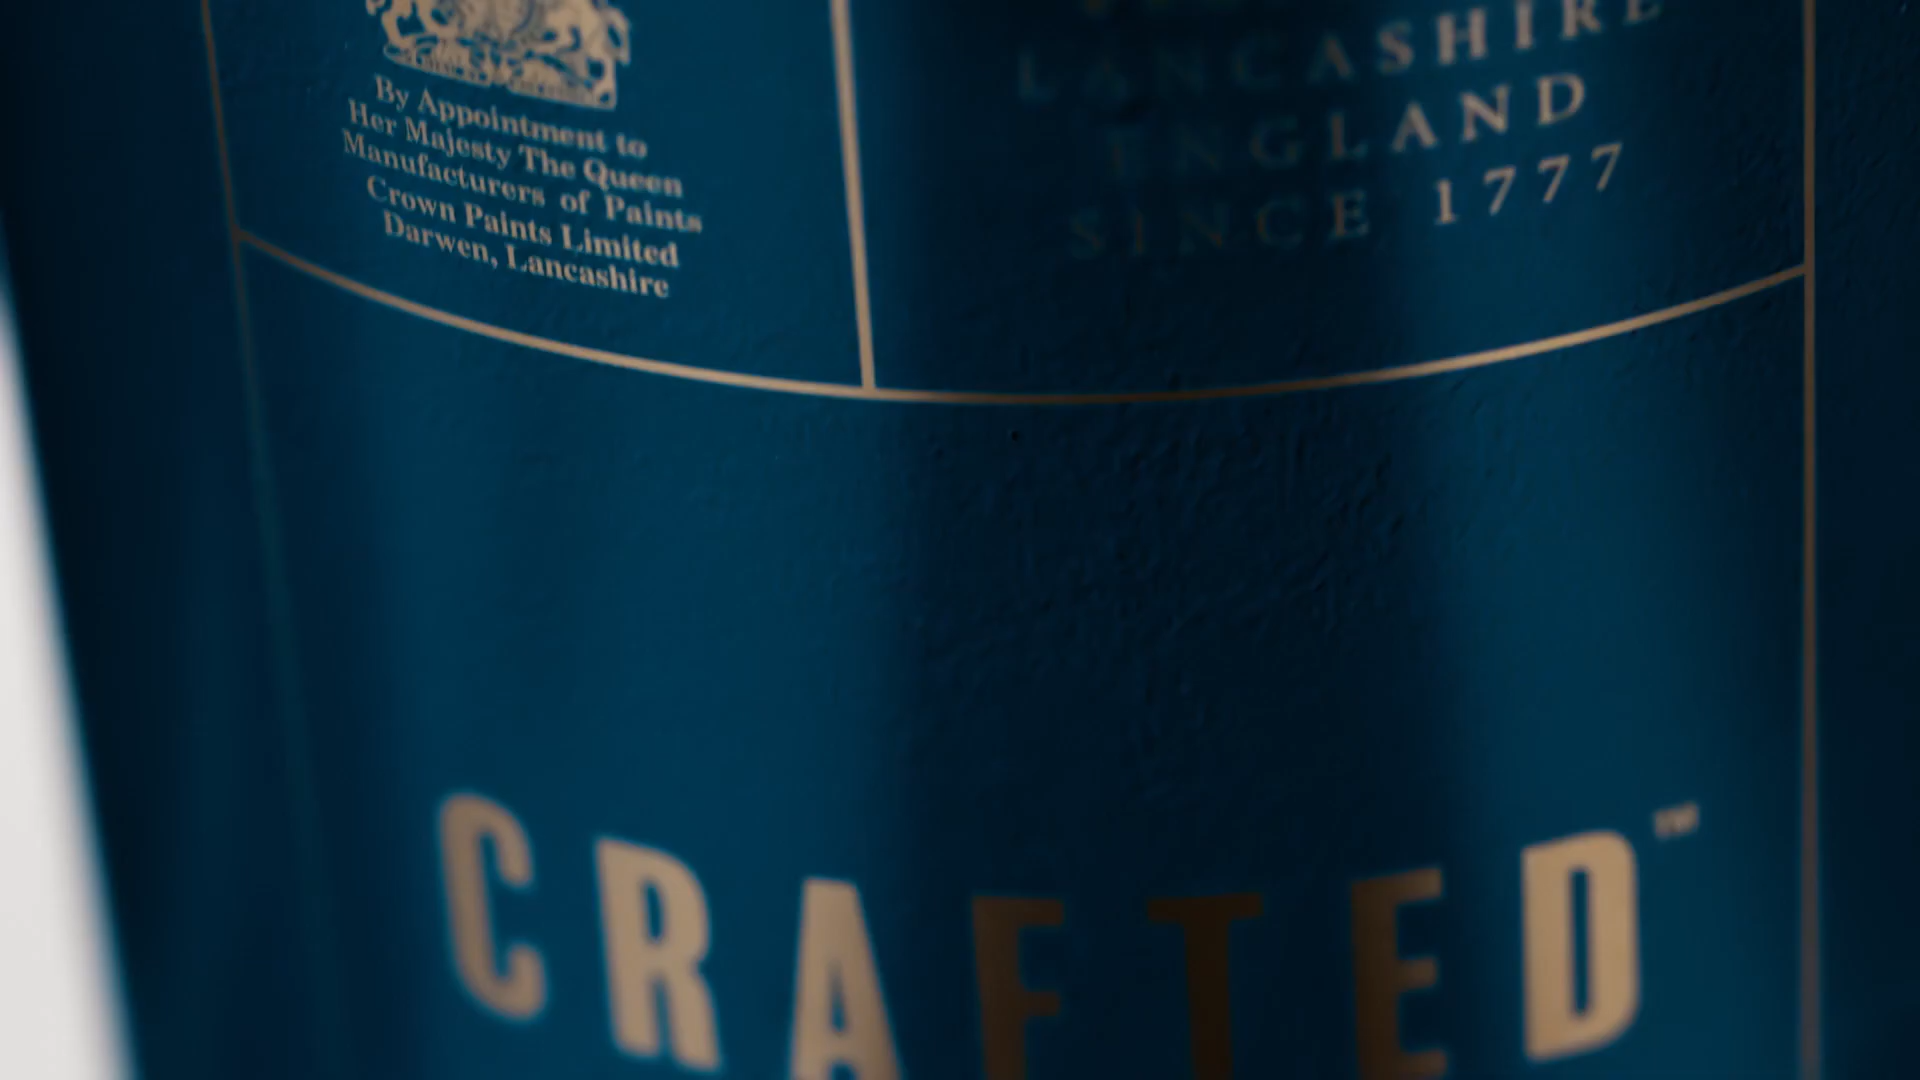 By Appointment to
Her Majesty The Queen
Manufacturers of Paints
Crown Paints Limited
Darwen, Lancashire
LANCASHIRE
ENGLAND
SINCE 1777
CRAFTED™